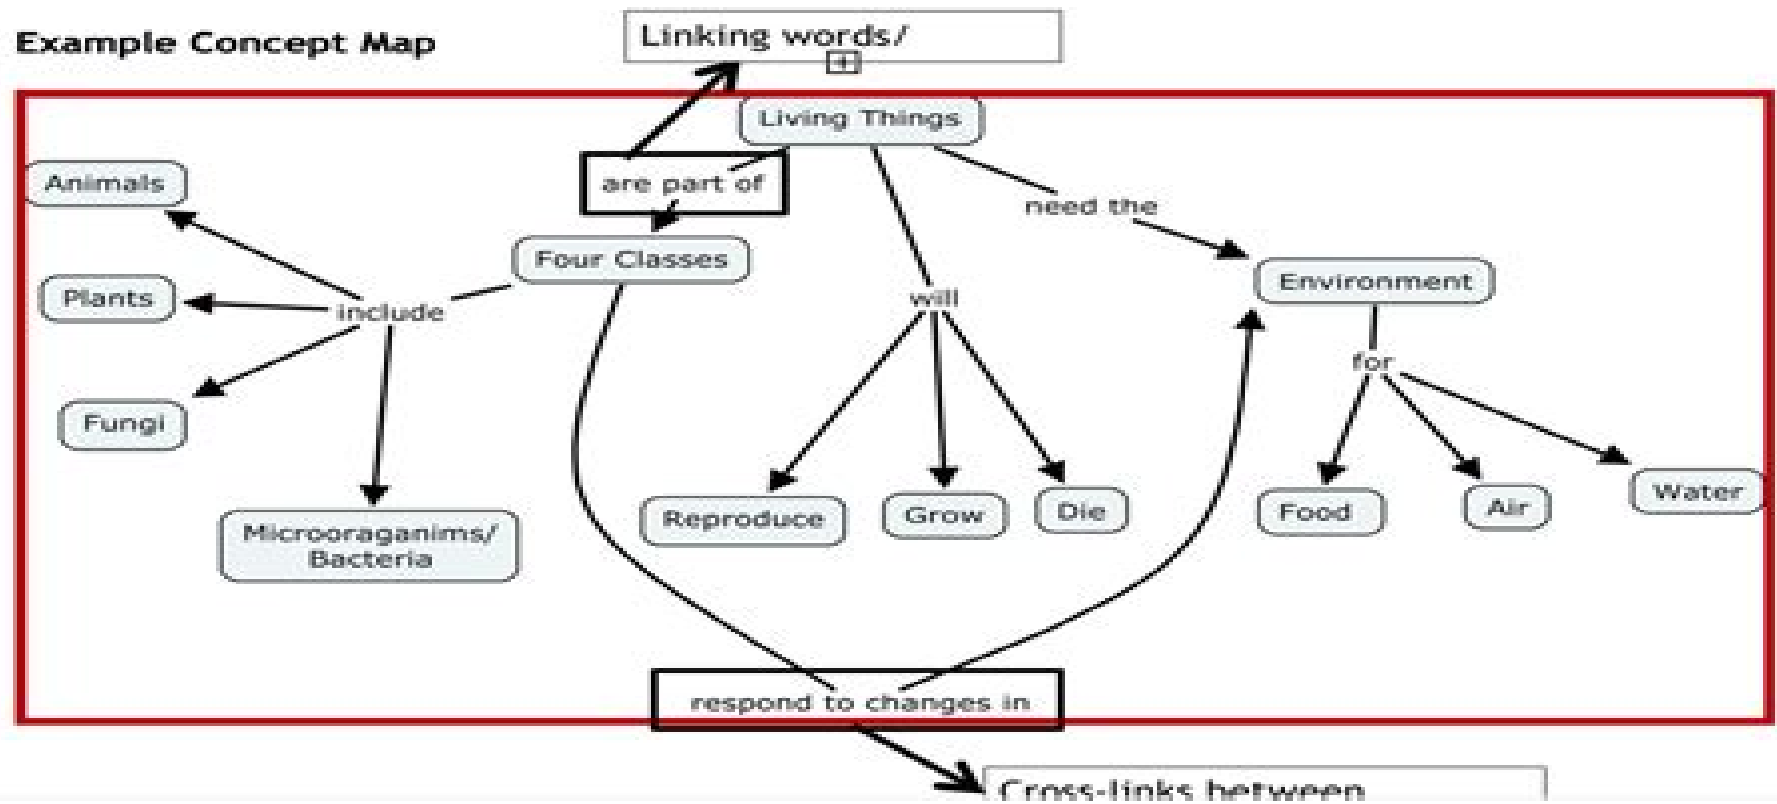 Example Concept Map
Linking words/
Living Things
Animals
are part of
need the
Four Classes
Environment
Plants
include
will
for
Fungi
Reproduce
Grow
Die
Food
Air
Water
Microoraganims/
Bacteria
respond to changes in
Cross-links between